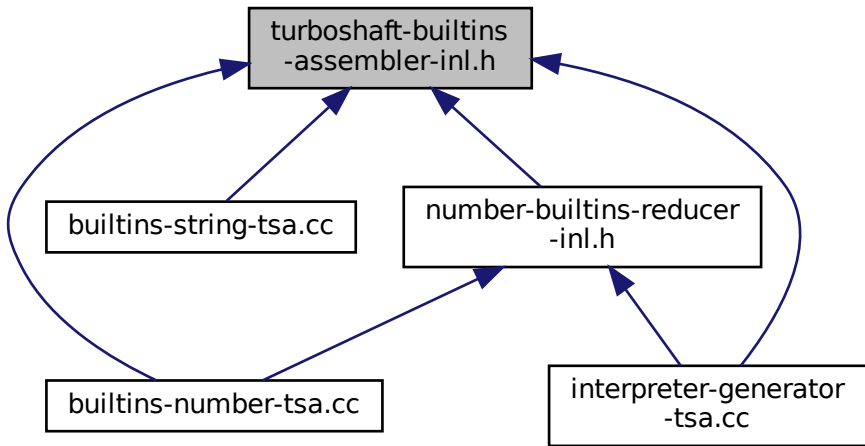 turboshaft-builtins
-assembler-inl.h
builtins-string-tsa.cc
number-builtins-reducer
-inl.h
builtins-number-tsa.cc
interpreter-generator
-tsa.cc